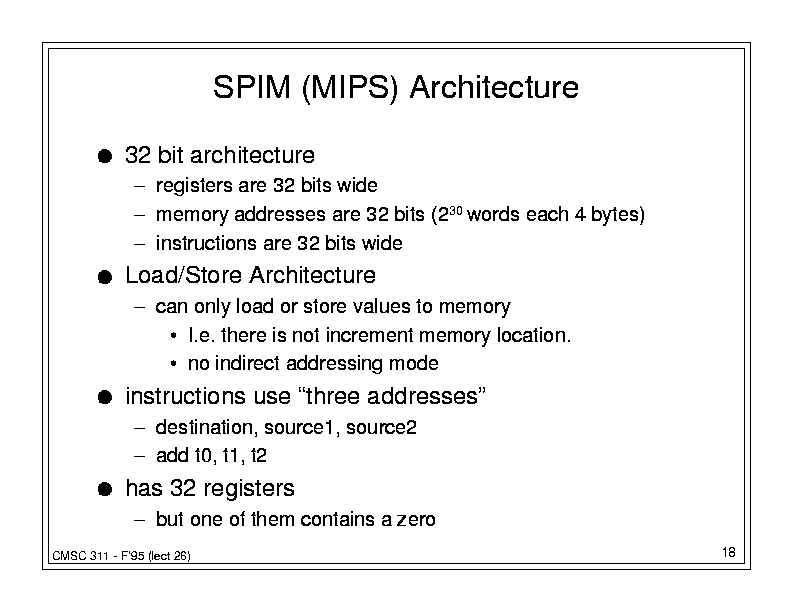 SPIM (MIPS) Architecture
● 32 bit architecture
– registers are 32 bits wide
– memory addresses are 32 bits (2³⁰ words each 4 bytes)
– instructions are 32 bits wide
● Load/Store Architecture
– can only load or store values to memory
• I.e. there is not increment memory location.
• no indirect addressing mode
● instructions use “three addresses”
– destination, source1, source2
– add t0, t1, t2
● has 32 registers
– but one of them contains a zero
CMSC 311 - F'95 (lect 26)
18